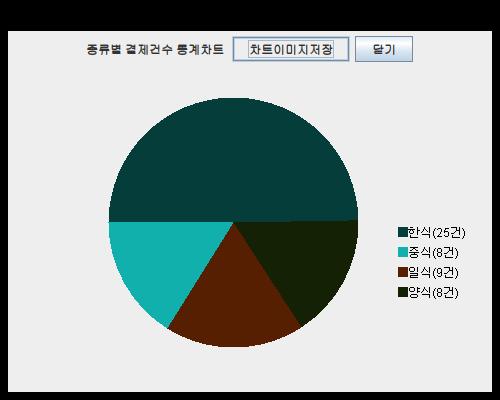 종류별 결제건수 통계차트 차트이미지저장 닫기
한식(25건)
중식(8건)
일식(9건)
양식(8건)